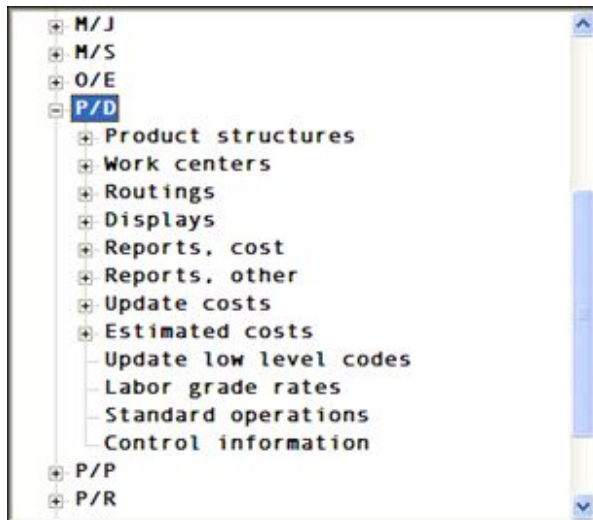 M/J
M/S
O/E
P/D
Product structures
Work centers
Routings
Displays
Reports, cost
Reports, other
Update costs
Estimated costs
Update low level codes
Labor grade rates
Standard operations
Control information
P/P
P/R